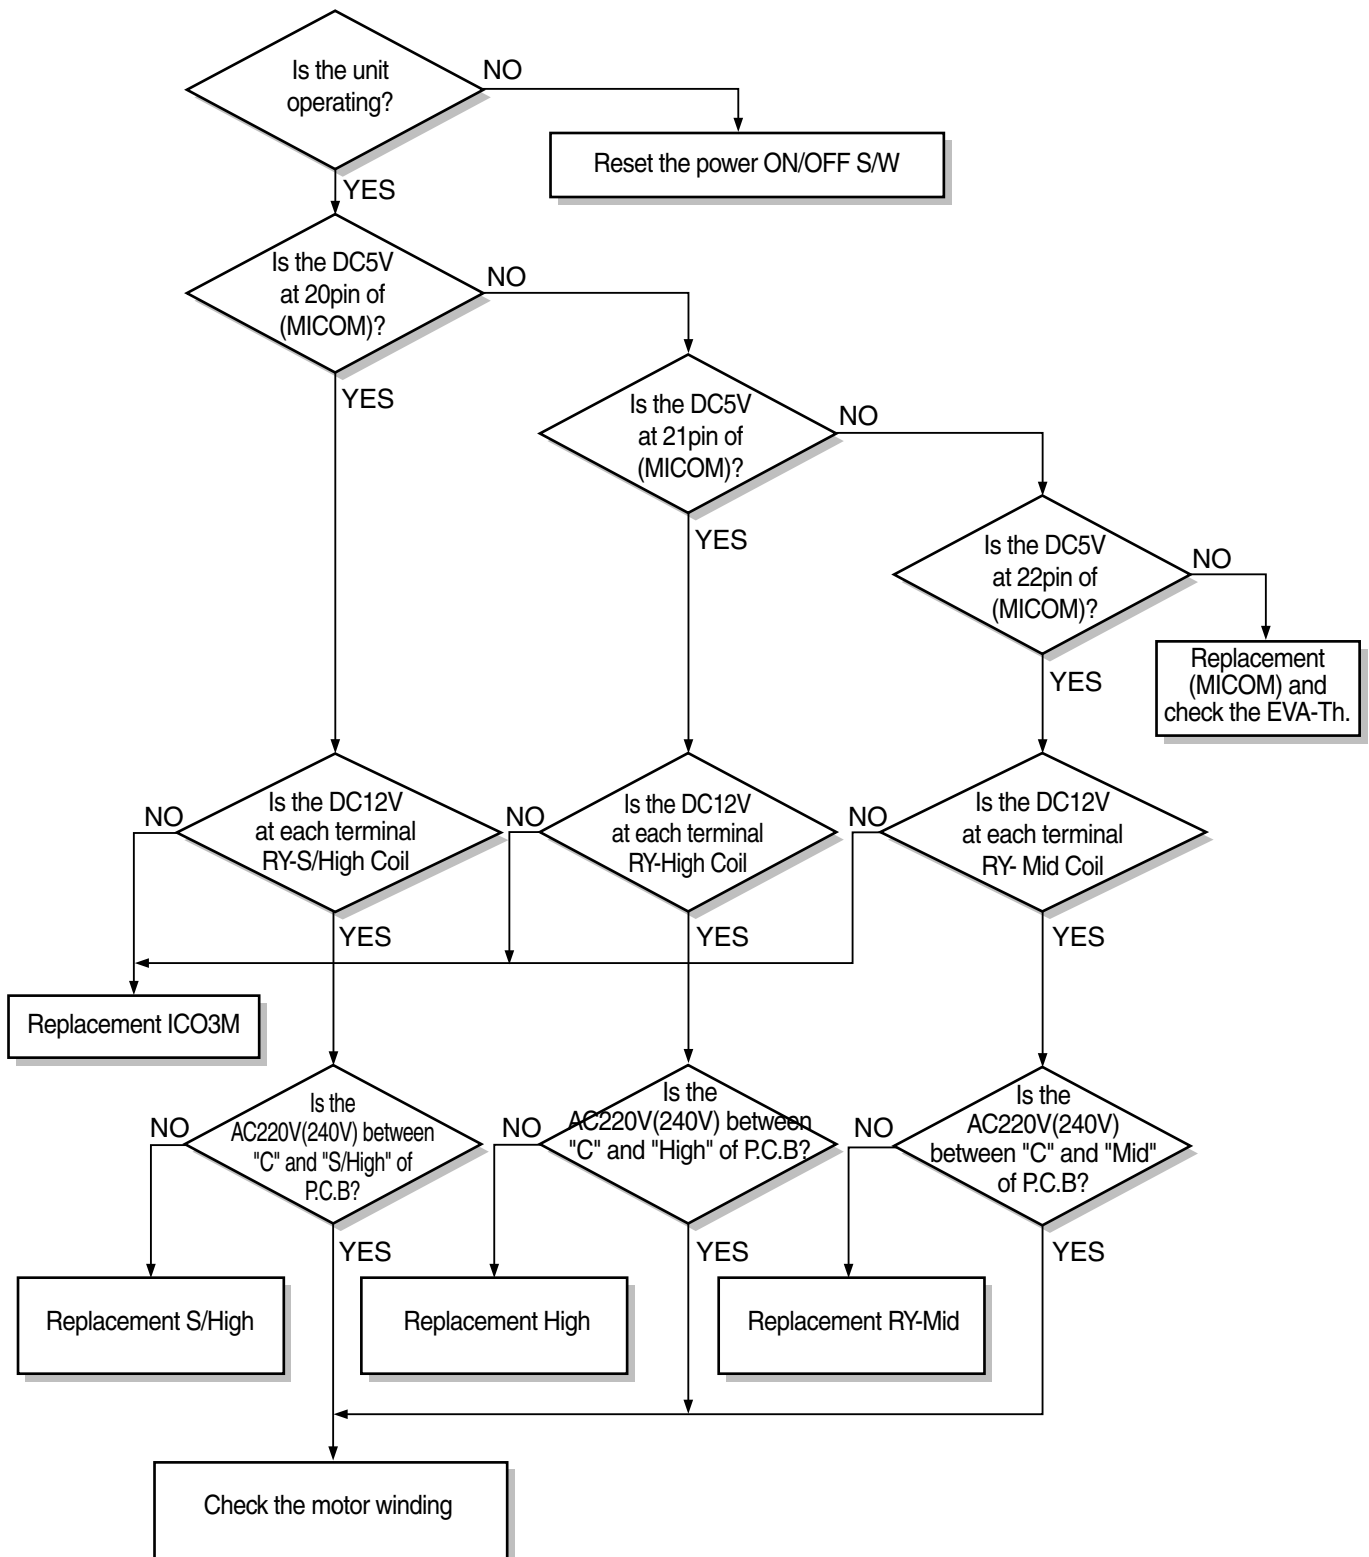 Is the unit
operating?
NO
Reset the power ON/OFF S/W
YES
Is the DC5V
at 20pin of
(MICOM)?
NO
YES
Is the DC5V
at 21pin of
(MICOM)?
NO
YES
Is the DC5V
at 22pin of
(MICOM)?
NO
Replacement
(MICOM) and
check the EVA-Th.
YES
NO
Is the DC12V
at each terminal
RY-S/High Coil
YES
NO
Is the DC12V
at each terminal
RY-High Coil
YES
NO
Is the DC12V
at each terminal
RY- Mid Coil
YES
Replacement ICO3M
NO
Is the
AC220V(240V) between
"C" and "S/High" of
P.C.B?
YES
NO
Is the
AC220V(240V) between
"C" and "High" of P.C.B?
YES
NO
Is the
AC220V(240V)
between "C" and "Mid"
of P.C.B?
YES
Replacement S/High
Replacement High
Replacement RY-Mid
Check the motor winding